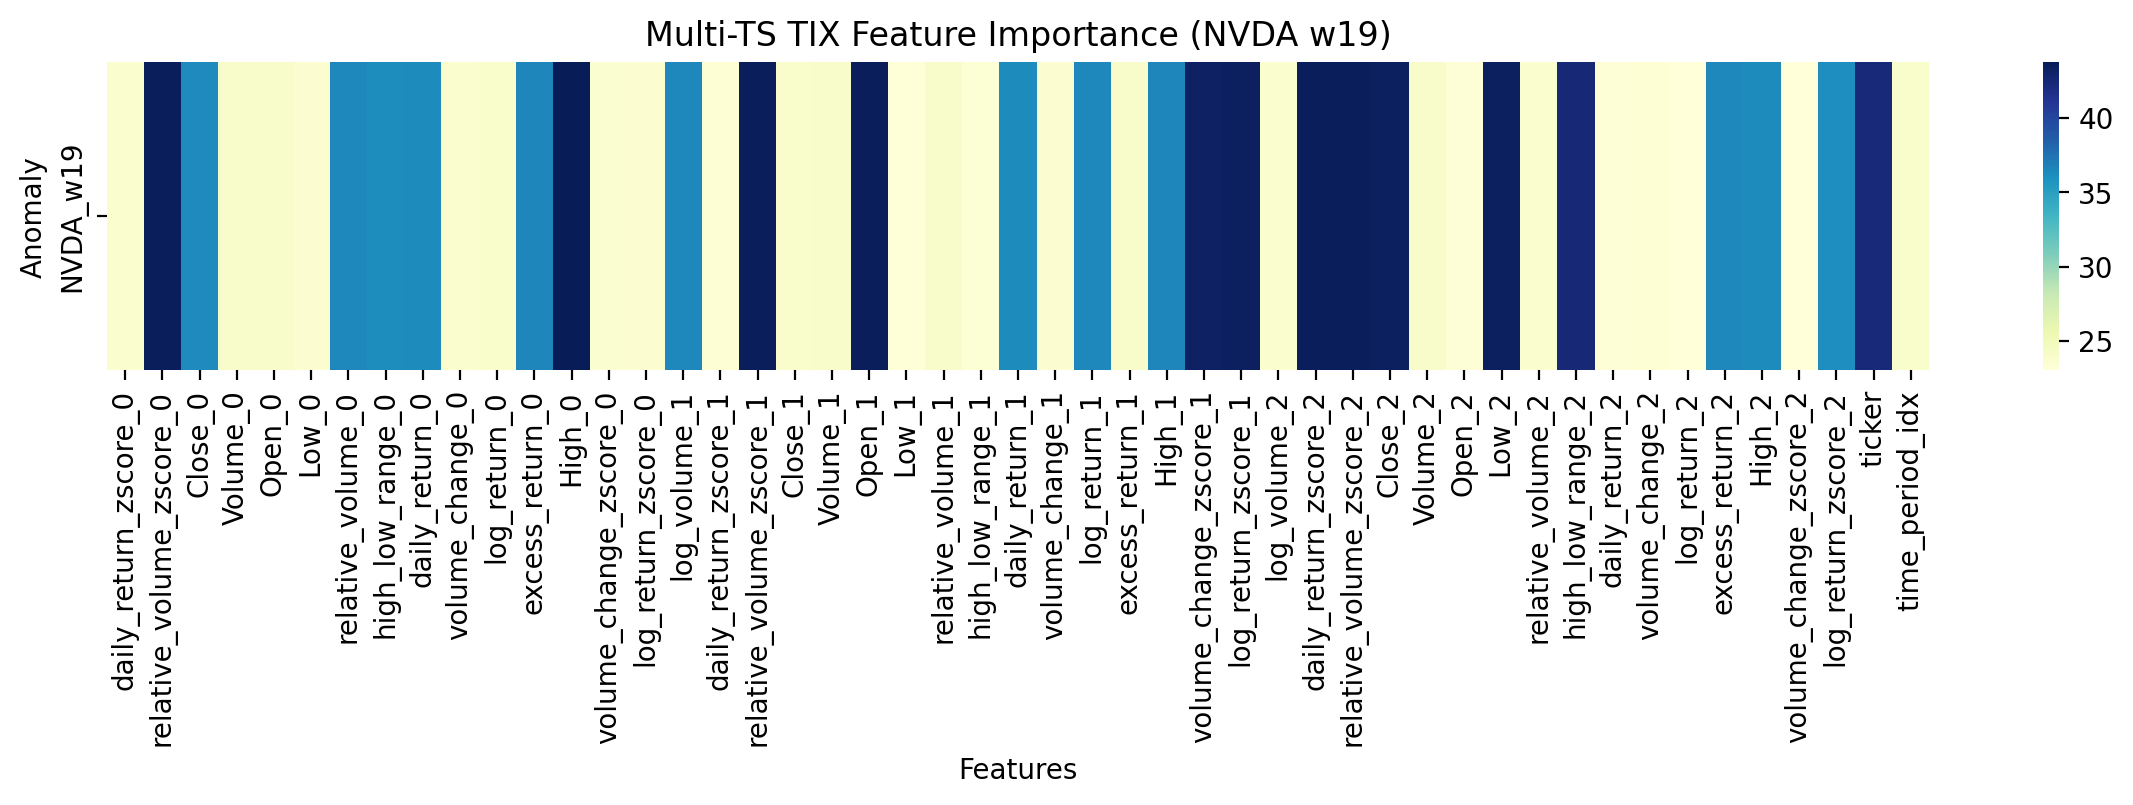 Multi-TS TIX Feature Importance (NVDA w19)
Anomaly
NVDA_w19
40
35
30
25
daily_return_zscore_0
relative_volume_zscore_0
Close_0
Volume_0
Open_0
Low_0
relative_volume_0
high_low_range_0
daily_return_0
volume_change_0
log_return_0
excess_return_0
High_0
volume_change_zscore_0
log_return_zscore_0
log_volume_1
daily_return_zscore_1
relative_volume_zscore_1
Close_1
Volume_1
Open_1
Low_1
relative_volume_1
high_low_range_1
daily_return_1
volume_change_1
log_return_1
excess_return_1
High_1
volume_change_zscore_1
log_return_zscore_1
log_volume_2
daily_return_zscore_2
relative_volume_zscore_2
Close_2
Volume_2
Open_2
Low_2
relative_volume_2
high_low_range_2
daily_return_2
volume_change_2
log_return_2
excess_return_2
High_2
volume_change_zscore_2
log_return_zscore_2
ticker
time_period_idx
Features